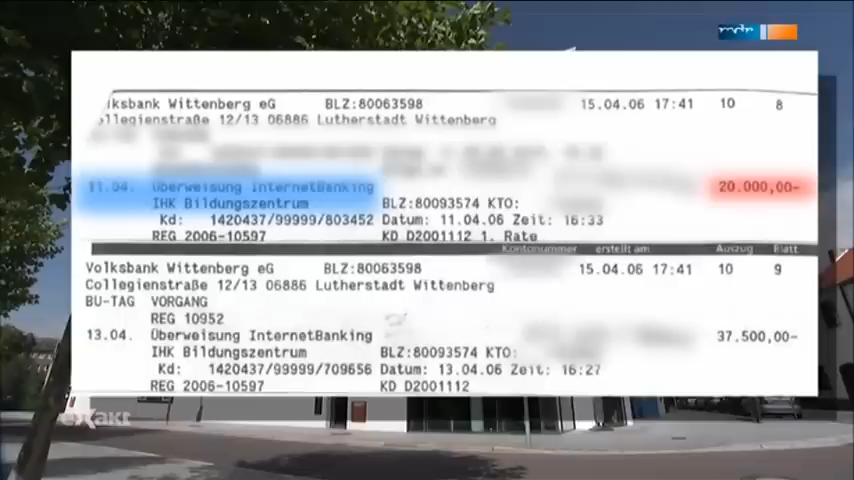 mdr
lksbank Wittenberg eG BLZ:80063598 15.04.06 17:41 10 8
ollegienstraße 12/13 06886 Lutherstadt Wittenberg
11.04. Überweisung InternetBanking 20.000,00-
IHK Bildungszentrum BLZ:80093574 KTO:
Kd: 1420437/99999/803452 Datum: 11.04.06 Zeit: 16:33
REG 2006-10597 KD D2001112 1. Rate
Kontonummer erstellt am Auszug Blatt
Volksbank Wittenberg eG BLZ:80063598 15.04.06 17:41 10 9
Collegienstraße 12/13 06886 Lutherstadt Wittenberg
BU-TAG VORGANG
REG 10952
13.04. Überweisung InternetBanking 37.500,00-
IHK Bildungszentrum BLZ:80093574 KTO:
Kd: 1420437/99999/709656 Datum: 13.04.06 Zeit: 16:27
REG 2006-10597 KD D2001112
exakt